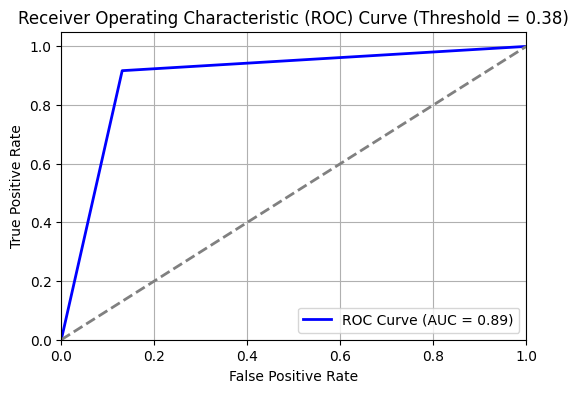 Receiver Operating Characteristic (ROC) Curve (Threshold = 0.38)
1.0
0.8
0.6
0.4
0.2
0.0
True Positive Rate
ROC Curve (AUC = 0.89)
0.0 0.2 0.4 0.6 0.8 1.0
False Positive Rate